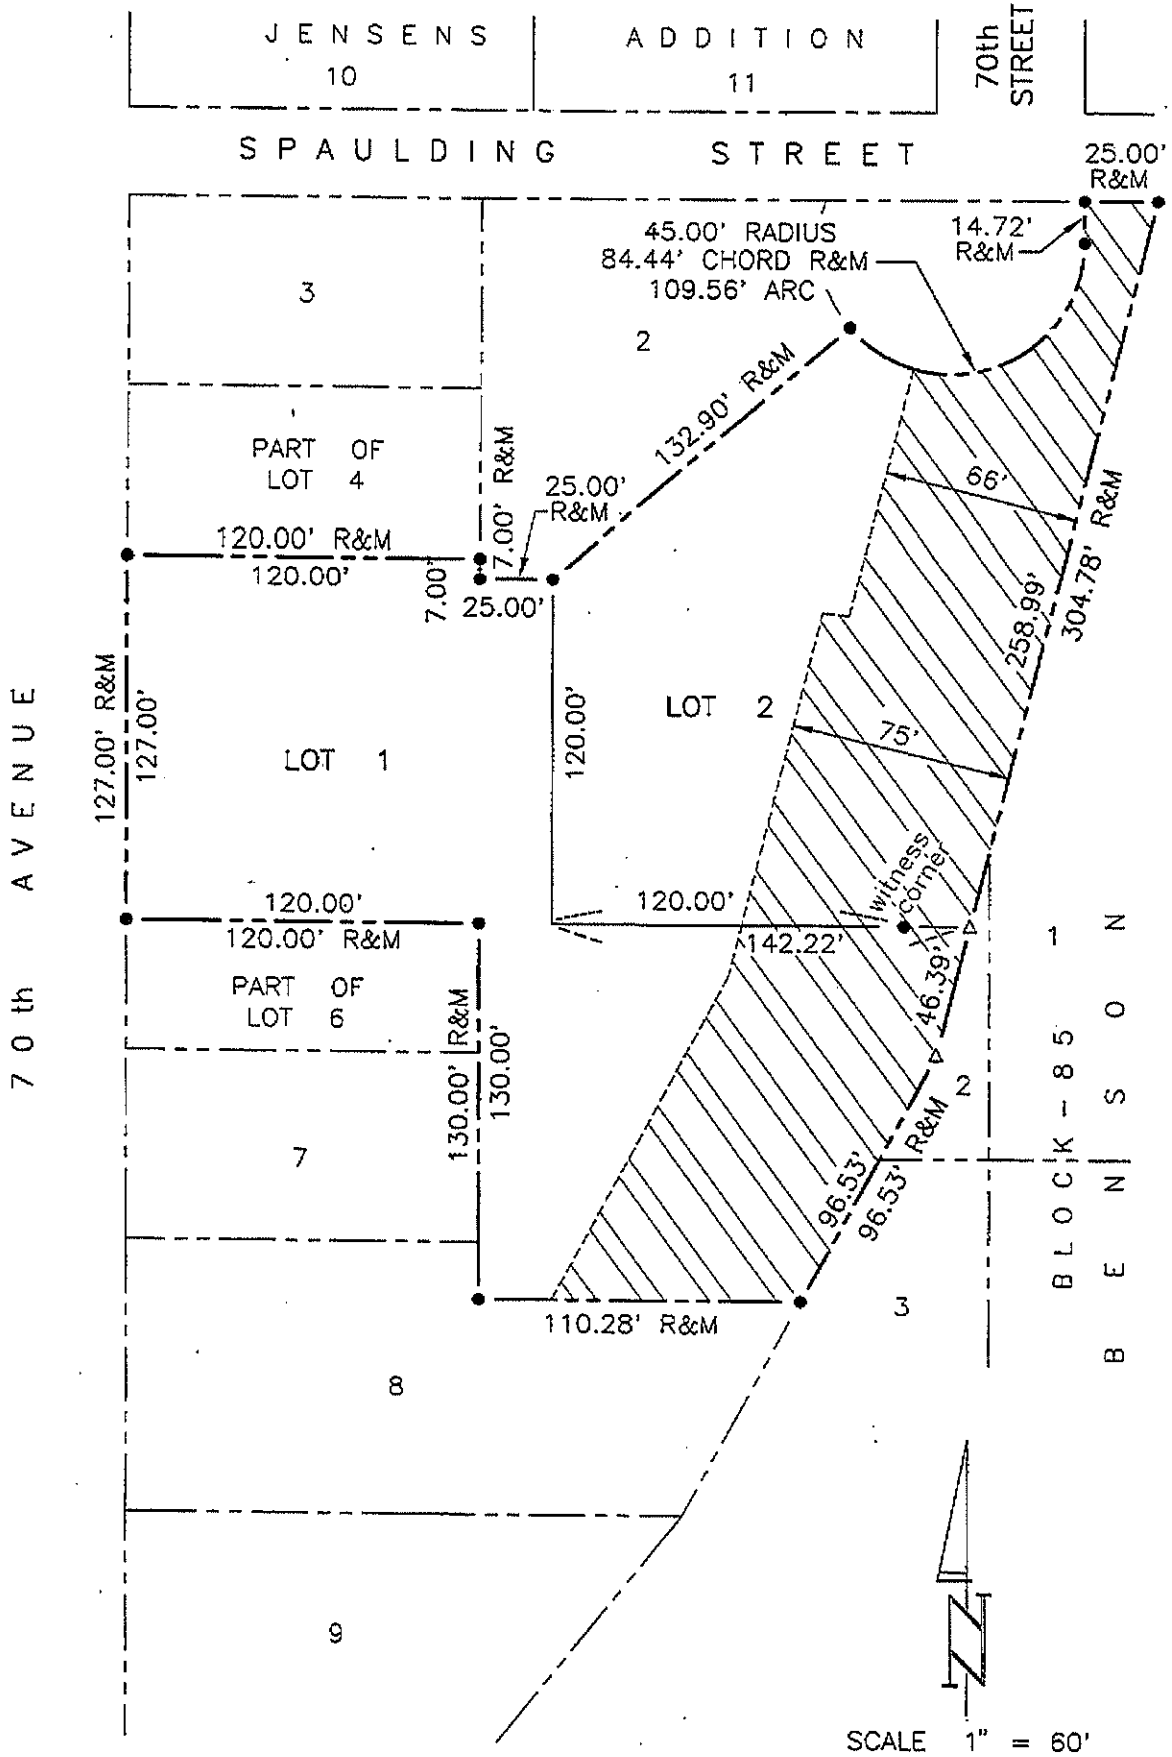 JENSENS ADDITION
10
11
70th
STREET
SPAULDING STREET
25.00'
R&M
45.00' RADIUS
84.44' CHORD R&M
109.56' ARC
14.72'
R&M
3
2
132.90' R&M
PART OF
LOT 4
7.00' R&M
25.00'
R&M
66'
120.00' R&M
120.00'
7.00'
25.00'
258.99'
304.78' R&M
70th AVENUE
127.00' R&M
127.00'
LOT 1
120.00'
LOT 2
75'
witness
corner
120.00'
120.00' R&M
120.00'
142.22'
46.39'
1
PART OF
LOT 6
130.00' R&M
130.00'
2
BLOCK-85
BENSON
7
96.53'
96.53' R&M
110.28' R&M
3
8
9
N
SCALE 1" = 60'